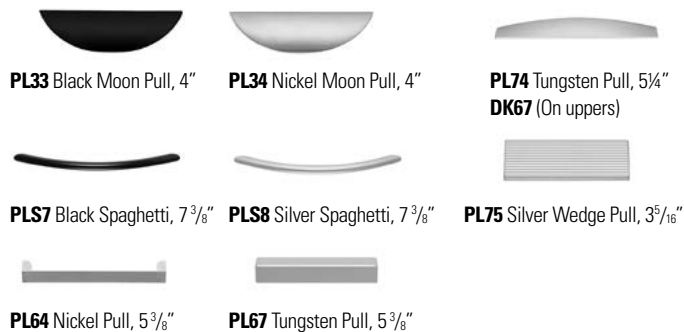 PL33 Black Moon Pull, 4"
PL34 Nickel Moon Pull, 4"
PL74 Tungsten Pull, 5¼"
DK67 (On uppers)
PLS7 Black Spaghetti, 7 3/8"
PLS8 Silver Spaghetti, 7 3/8"
PL75 Silver Wedge Pull, 3 5/16"
PL64 Nickel Pull, 5 3/8"
PL67 Tungsten Pull, 5 3/8"